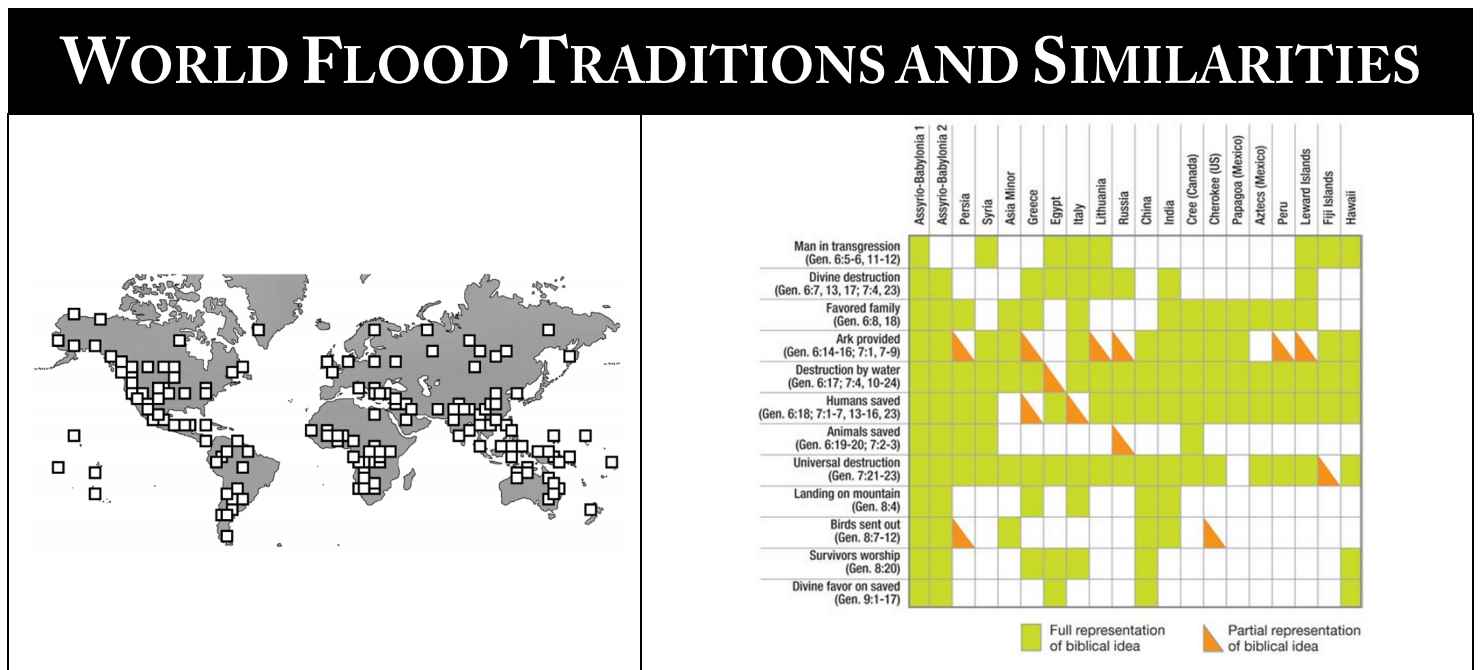 WORLD FLOOD TRADITIONS AND SIMILARITIES
Assyrio-Babylonia 1
Assyrio-Babylonia 2
Persia
Syria
Asia Minor
Greece
Egypt
Italy
Lithuania
Russia
China
India
Cree (Canada)
Cherokee (US)
Papagoa (Mexico)
Aztecs (Mexico)
Peru
Leward Islands
Fiji Islands
Hawaii
Man in transgression
(Gen. 6:5-6, 11-12)
Divine destruction
(Gen. 6:7, 13, 17; 7:4, 23)
Favored family
(Gen. 6:8, 18)
Ark provided
(Gen. 6:14-16; 7:1, 7-9)
Destruction by water
(Gen. 6:17; 7:4, 10-24)
Humans saved
(Gen. 6:18; 7:1-7, 13-16, 23)
Animals saved
(Gen. 6:19-20; 7:2-3)
Universal destruction
(Gen. 7:21-23)
Landing on mountain
(Gen. 8:4)
Birds sent out
(Gen. 8:7-12)
Survivors worship
(Gen. 8:20)
Divine favor on saved
(Gen. 9:1-17)
Full representation
of biblical idea
Partial representation
of biblical idea